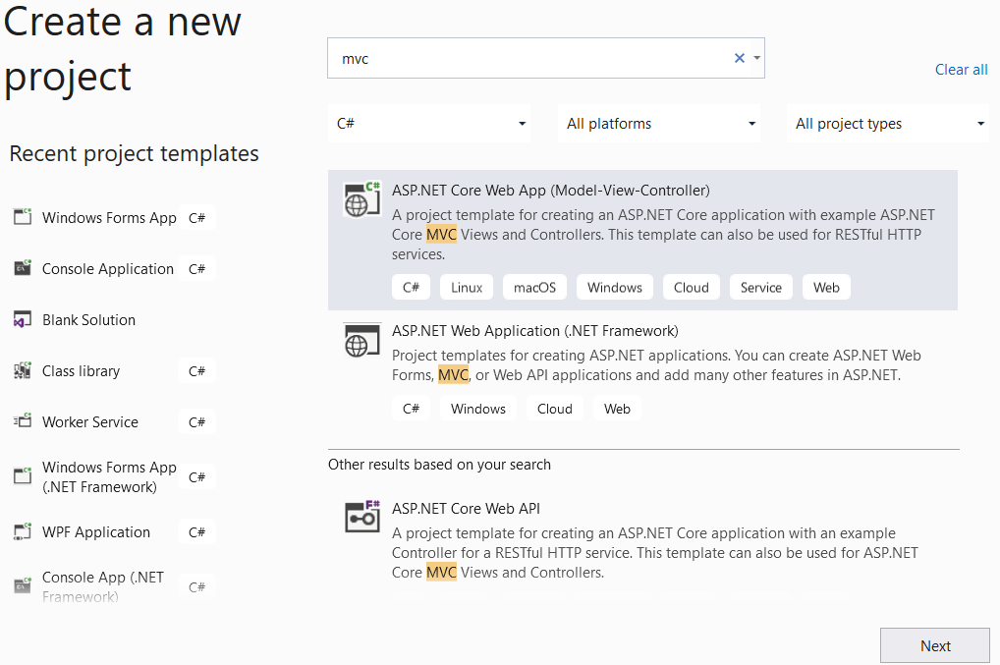 Create a new
project
mvc
Clear all
C#
All platforms
All project types
Recent project templates
Windows Forms App C#
Console Application C#
Blank Solution
Class library C#
Worker Service C#
Windows Forms App
(.NET Framework) C#
WPF Application C#
Console App (.NET
Framework) C#
C#
ASP.NET Core Web App (Model-View-Controller)
A project template for creating an ASP.NET Core application with example ASP.NET
Core MVC Views and Controllers. This template can also be used for RESTful HTTP
services.
C# Linux macOS Windows Cloud Service Web
ASP.NET Web Application (.NET Framework)
Project templates for creating ASP.NET applications. You can create ASP.NET Web
Forms, MVC, or Web API applications and add many other features in ASP.NET.
C# Windows Cloud Web
Other results based on your search
F#
ASP.NET Core Web API
A project template for creating an ASP.NET Core application with an example
Controller for a RESTful HTTP service. This template can also be used for ASP.NET
Core MVC Views and Controllers.
Next